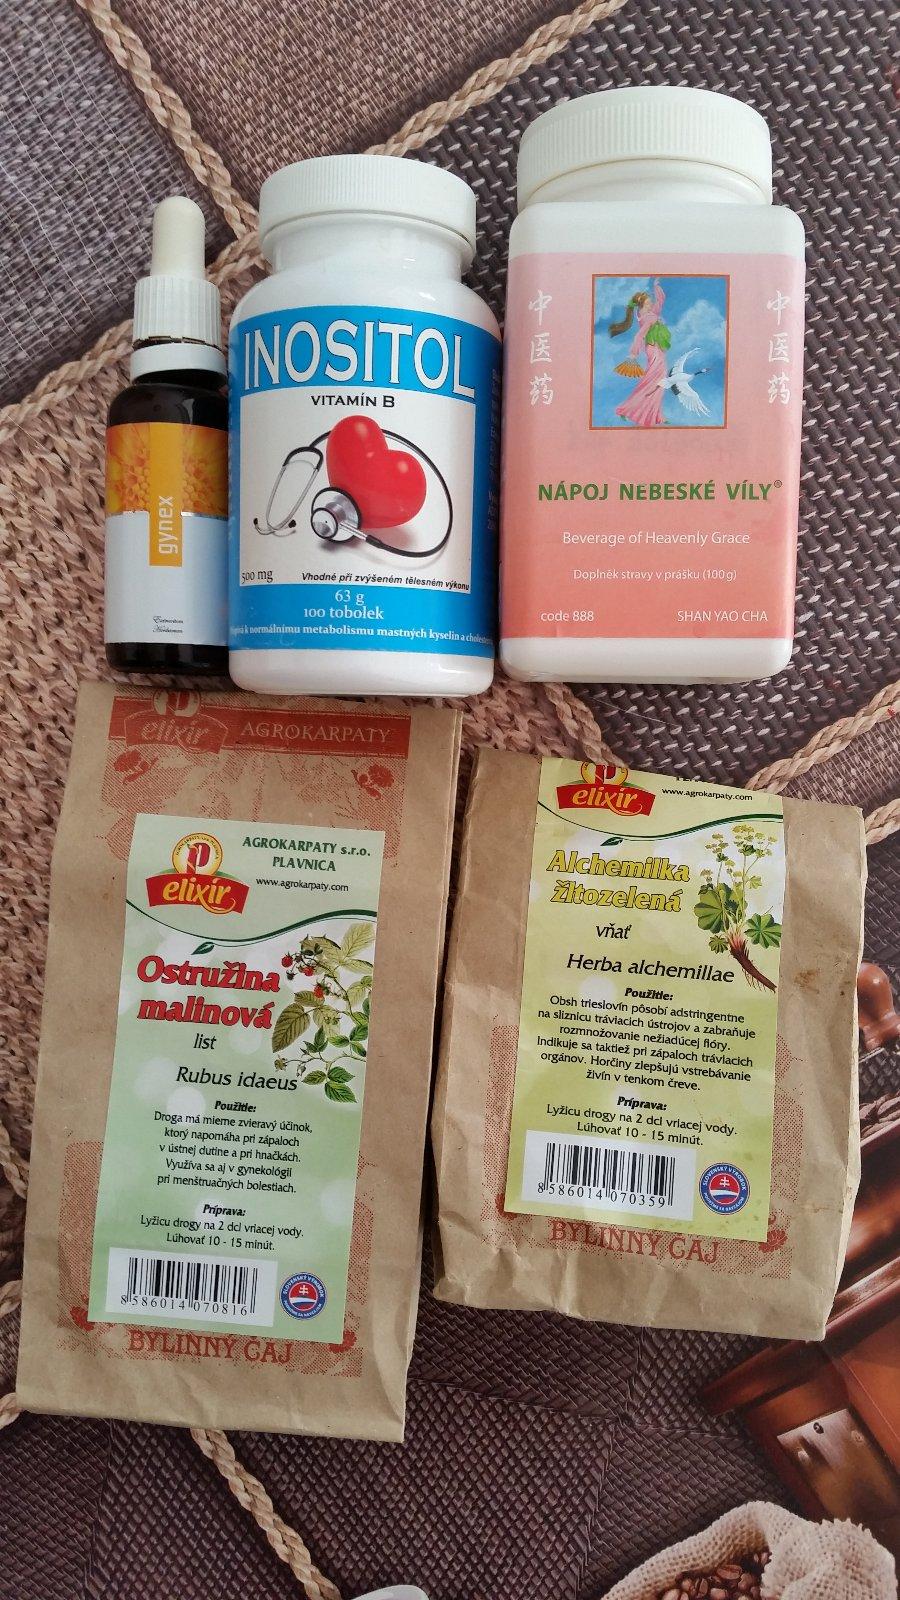 gynex
INOSITOL
VITAMÍN B
500 mg
Vhodné při zvýšeném tělesném výkonu
63 g
100 tobolek
k normálnímu metabolismu mastných kyselin a
中医药
中医药
NÁPOJ NEBESKÉ VÍLY®
Beverage of Heavenly Grace
Doplněk stravy v prášku (100 g)
code 888 SHAN YAO CHA
elixír AGROKARPATY
AGROKARPATY s.r.o.
PLAVNICA
www.agrokarpaty.com
elixír
Ostružina
malinová
list
Rubus idaeus
Použitie:
Droga má mierne zvieravý účinok,
ktorý napomáha pri zápaloch
v ústnej dutine a pri hnačkách.
Využíva sa aj v gynekológii
pri menštruačných bolestiach.
Príprava:
Lyžicu drogy na 2 dcl vriacej vody.
Lúhovať 10 - 15 minút.
8586014070816
BYLINNÝ ČAJ
elixír
www.agrokarpaty.com
Alchemilka
žltozelená
vňať
Herba alchemillae
Použitie:
Obsh trieslovín pôsobí adstringentne
na sliznicu tráviacich ústrojov a zabraňuje
rozmnožovanie nežiadúcej flóry.
Indikuje sa taktiež pri zápaloch tráviacich
orgánov. Horčiny zlepšujú vstrebávanie
živín v tenkom čreve.
Príprava:
Lyžicu drogy na 2 dcl vriacej vody.
Lúhovať 10 - 15 minút.
8586014070359
BYLINNÝ ČAJ